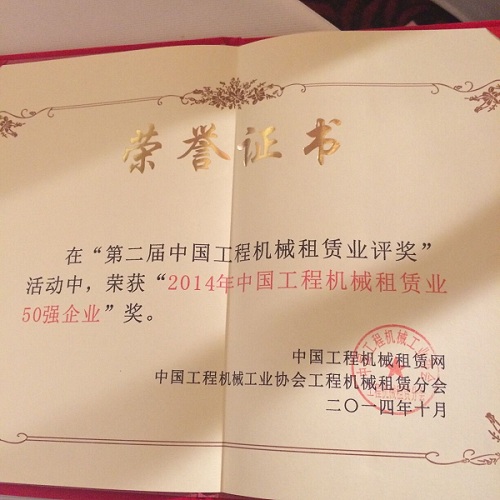 荣誉证书
在“第二届中国工程机械租赁业评奖”
活动中，荣获“2014年中国工程机械租赁业
50强企业”奖。
中国工程机械租赁网
中国工程机械工业协会工程机械租赁分会
二〇一四年十月